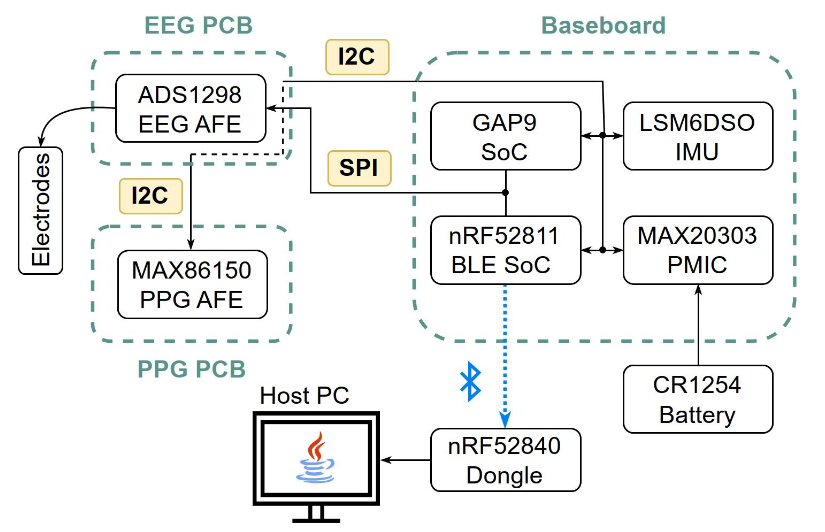 EEG PCB
Baseboard
I2C
ADS1298
EEG AFE
GAP9
SoC
LSM6DSO
IMU
SPI
Electrodes
I2C
nRF52811
BLE SoC
MAX20303
PMIC
MAX86150
PPG AFE
PPG PCB
CR1254
Battery
Host PC
nRF52840
Dongle